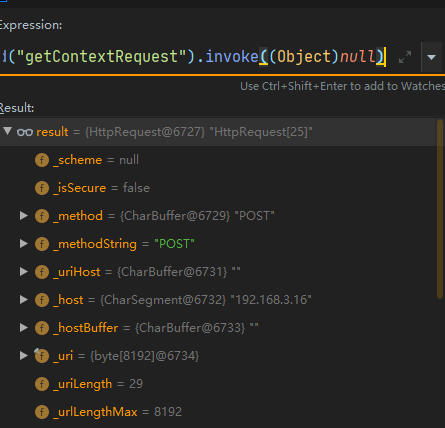 Expression:
("getContextRequest").invoke((Object)null)
Use Ctrl+Shift+Enter to add to Watches
Result:
result = {HttpRequest@6727} "HttpRequest[25]"
f _scheme = null
f _isSecure = false
f _method = {CharBuffer@6729} "POST"
f _methodString = "POST"
f _uriHost = {CharBuffer@6731} ""
f _host = {CharSegment@6732} "192.168.3.16"
f _hostBuffer = {CharBuffer@6733} ""
f _uri = {byte[8192]@6734}
f _uriLength = 29
f _urlLengthMax = 8192